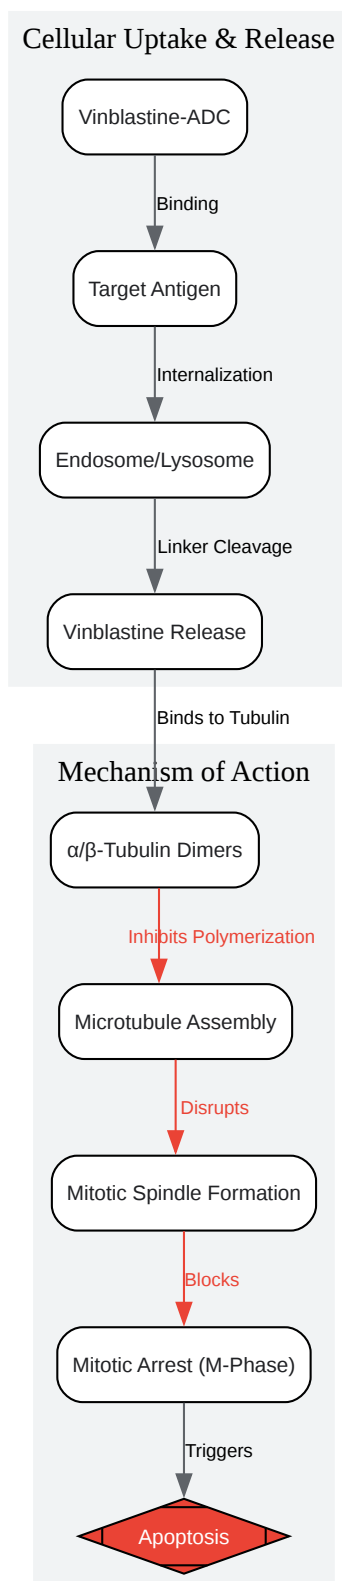 Cellular Uptake & Release
Vinblastine-ADC
Binding
Target Antigen
Internalization
Endosome/Lysosome
Linker Cleavage
Vinblastine Release
Binds to Tubulin
Mechanism of Action
α/β-Tubulin Dimers
Inhibits Polymerization
Microtubule Assembly
Disrupts
Mitotic Spindle Formation
Blocks
Mitotic Arrest (M-Phase)
Triggers
Apoptosis